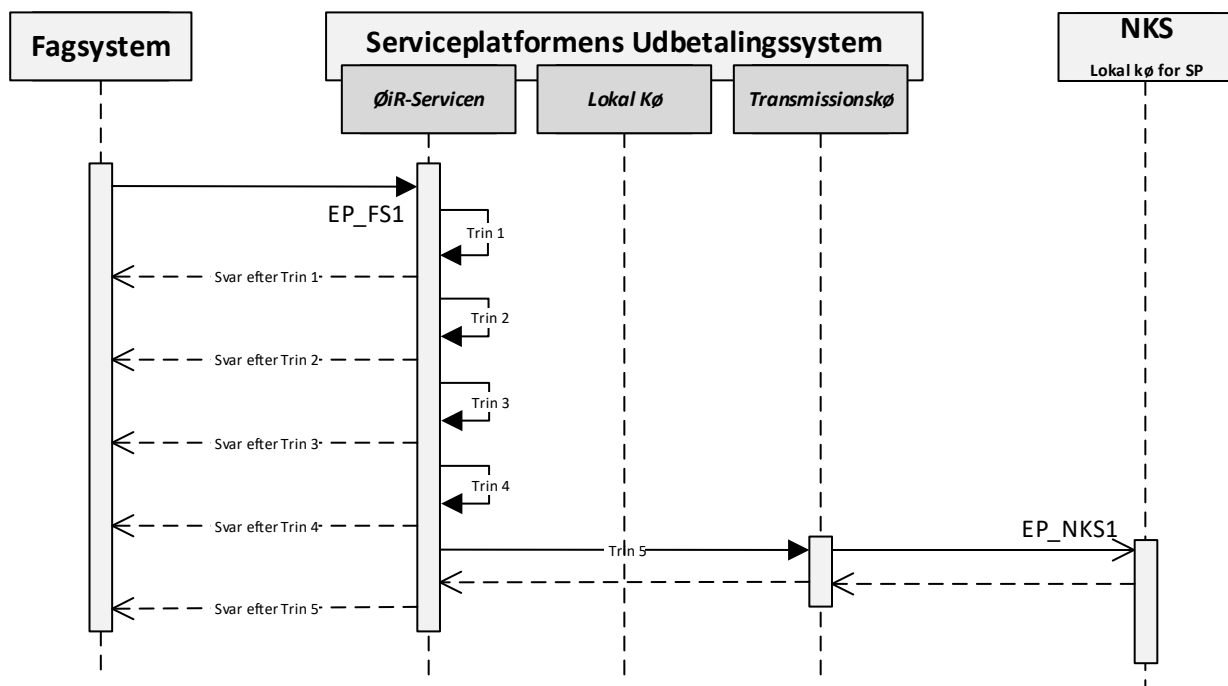 Fagsystem
Serviceplatformens Udbetalingssystem
NKS
Lokal kø for SP
ØiR-Servicen
Lokal Kø
Transmissionskø
EP_FS1
Trin 1
Svar efter Trin 1
Trin 2
Svar efter Trin 2
Trin 3
Svar efter Trin 3
Trin 4
Svar efter Trin 4
EP_NKS1
Trin 5
Svar efter Trin 5